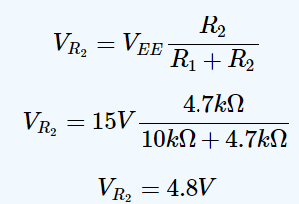 V_{R_2} = V_{EE} \frac{R_2}{R_1 + R_2}
V_{R_2} = 15V \frac{4.7kΩ}{10kΩ + 4.7kΩ}
V_{R_2} = 4.8V